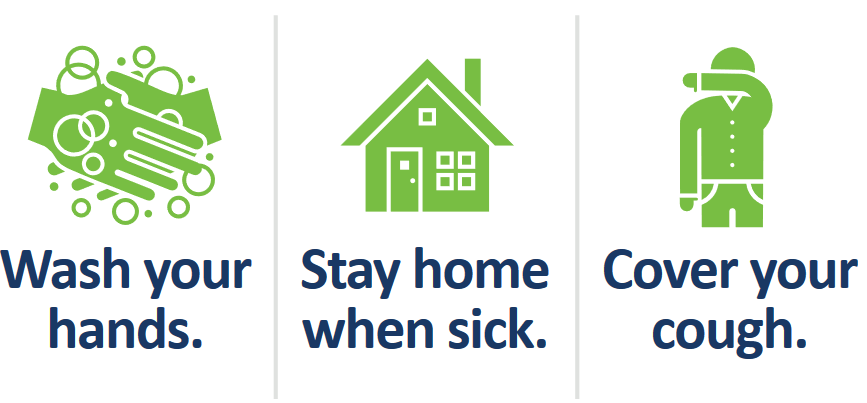 Wash your
hands.
Stay home
when sick.
Cover your
cough.